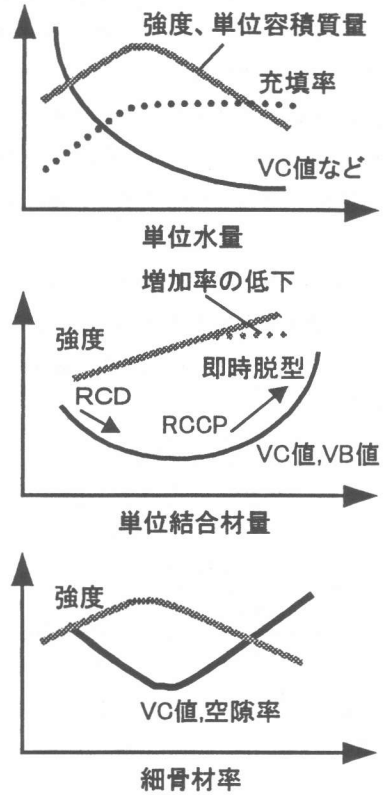 強度、単位容積質量
充填率
VC値など
単位水量
増加率の低下
強度
即時脱型
RCD
RCCP
VC値,VB値
単位結合材量
強度
VC値,空隙率
細骨材率